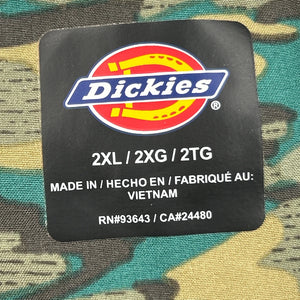 Dickies®
2XL / 2XG / 2TG
MADE IN / HECHO EN / FABRIQUÉ AU:
VIETNAM
RN#93643 / CA#24480